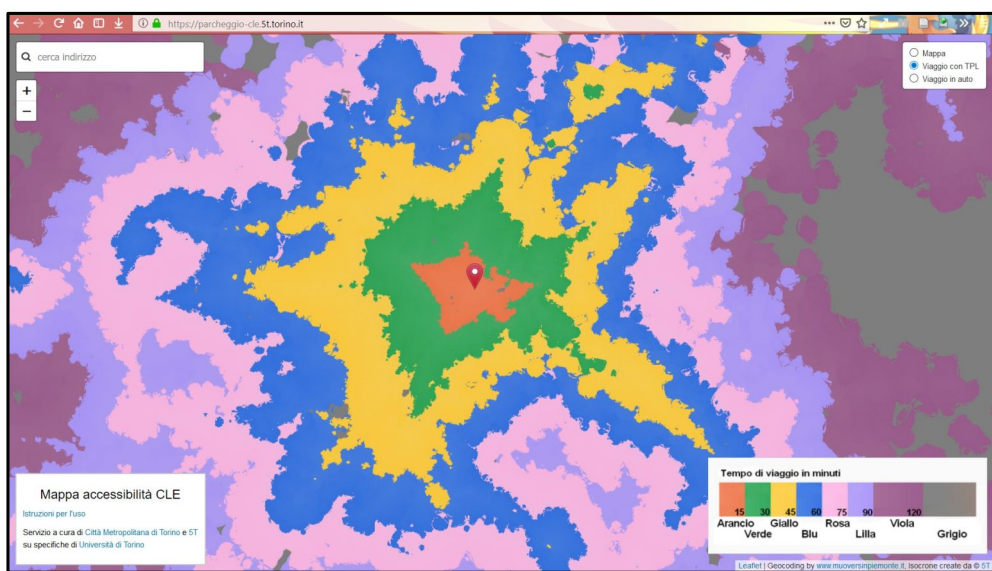 https://parcheggio-cle.5t.torino.it
cerca indirizzo
+
−
Mappa
Viaggio con TPL
Viaggio in auto
Mappa accessibilità CLE
Istruzioni per l'uso
Servizio a cura di Città Metropolitana di Torino e 5T
su specifiche di Università di Torino
Tempo di viaggio in minuti
15 30 45 60 75 90 120
Arancio Giallo Rosa Viola
Verde Blu Lilla Grigio
Leaflet | Geocoding by www.muoversinpiemonte.it, Isocrone create da © 5T